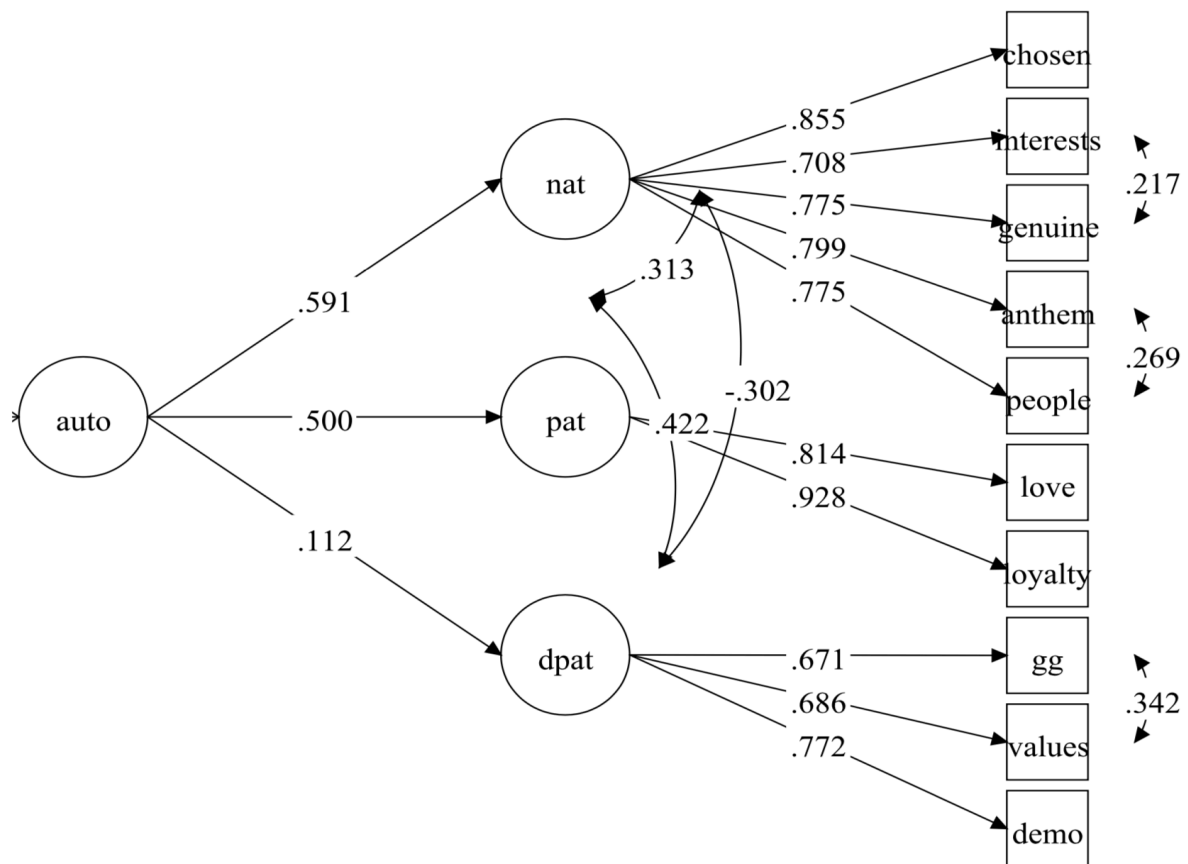 chosen
.855
interests
.708
.217
nat
.775
genuine
.799
.313
.775
anthem
.591
.269
-.302
people
auto
.500
pat
.422
.814
love
.928
.112
loyalty
dpat
.671
gg
.686
.342
.772
values
demo